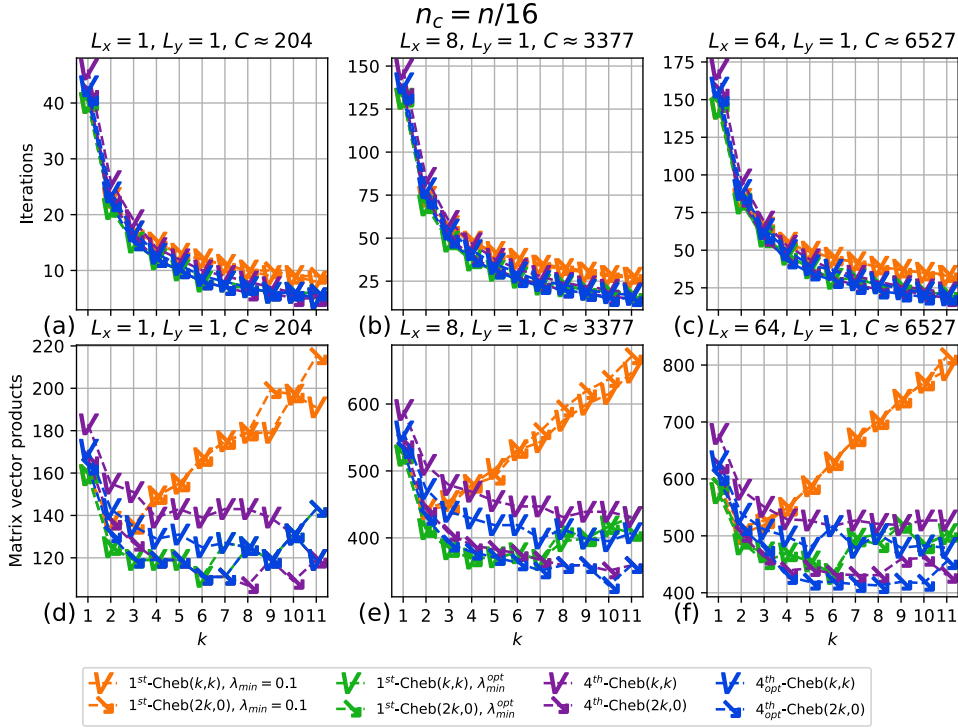 n_c = n/16
L_x = 1, L_y = 1, C ≈ 204
L_x = 8, L_y = 1, C ≈ 3377
L_x = 64, L_y = 1, C ≈ 6527
Iterations
40
30
20
10
150
125
100
75
50
25
175
150
125
100
75
50
25
(a)
(b)
(c)
L_x = 1, L_y = 1, C ≈ 204
L_x = 8, L_y = 1, C ≈ 3377
L_x = 64, L_y = 1, C ≈ 6527
Matrix vector products
220
200
180
160
140
120
600
500
400
800
700
600
500
400
(d)
(e)
(f)
1 2 3 4 5 6 7 8 9 10 11
1 2 3 4 5 6 7 8 9 10 11
1 2 3 4 5 6 7 8 9 10 11
k
k
k
1^st-Cheb(k,k), λ_min = 0.1
1^st-Cheb(2k,0), λ_min = 0.1
1^st-Cheb(k,k), λ_min^opt
1^st-Cheb(2k,0), λ_min^opt
4^th-Cheb(k,k)
4^th-Cheb(2k,0)
4^th_opt-Cheb(k,k)
4^th_opt-Cheb(2k,0)